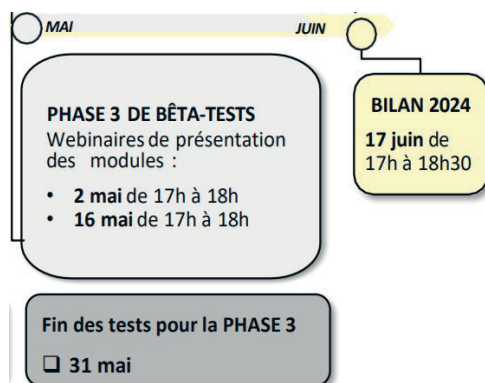 MAI
JUIN
PHASE 3 DE BÊTA-TESTS
Webinaires de présentation
des modules :
• 2 mai de 17h à 18h
• 16 mai de 17h à 18h
BILAN 2024
17 juin de
17h à 18h30
Fin des tests pour la PHASE 3
❑ 31 mai